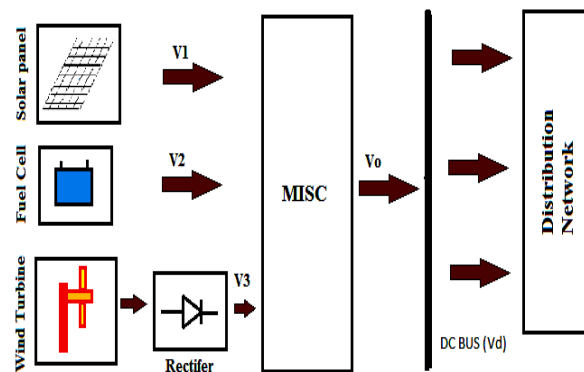 Solar panel
V1
Fuel Cell
V2
Wind Turbine
Rectifer
V3
MISC
Vo
DC BUS (Vd)
Distribution
Network